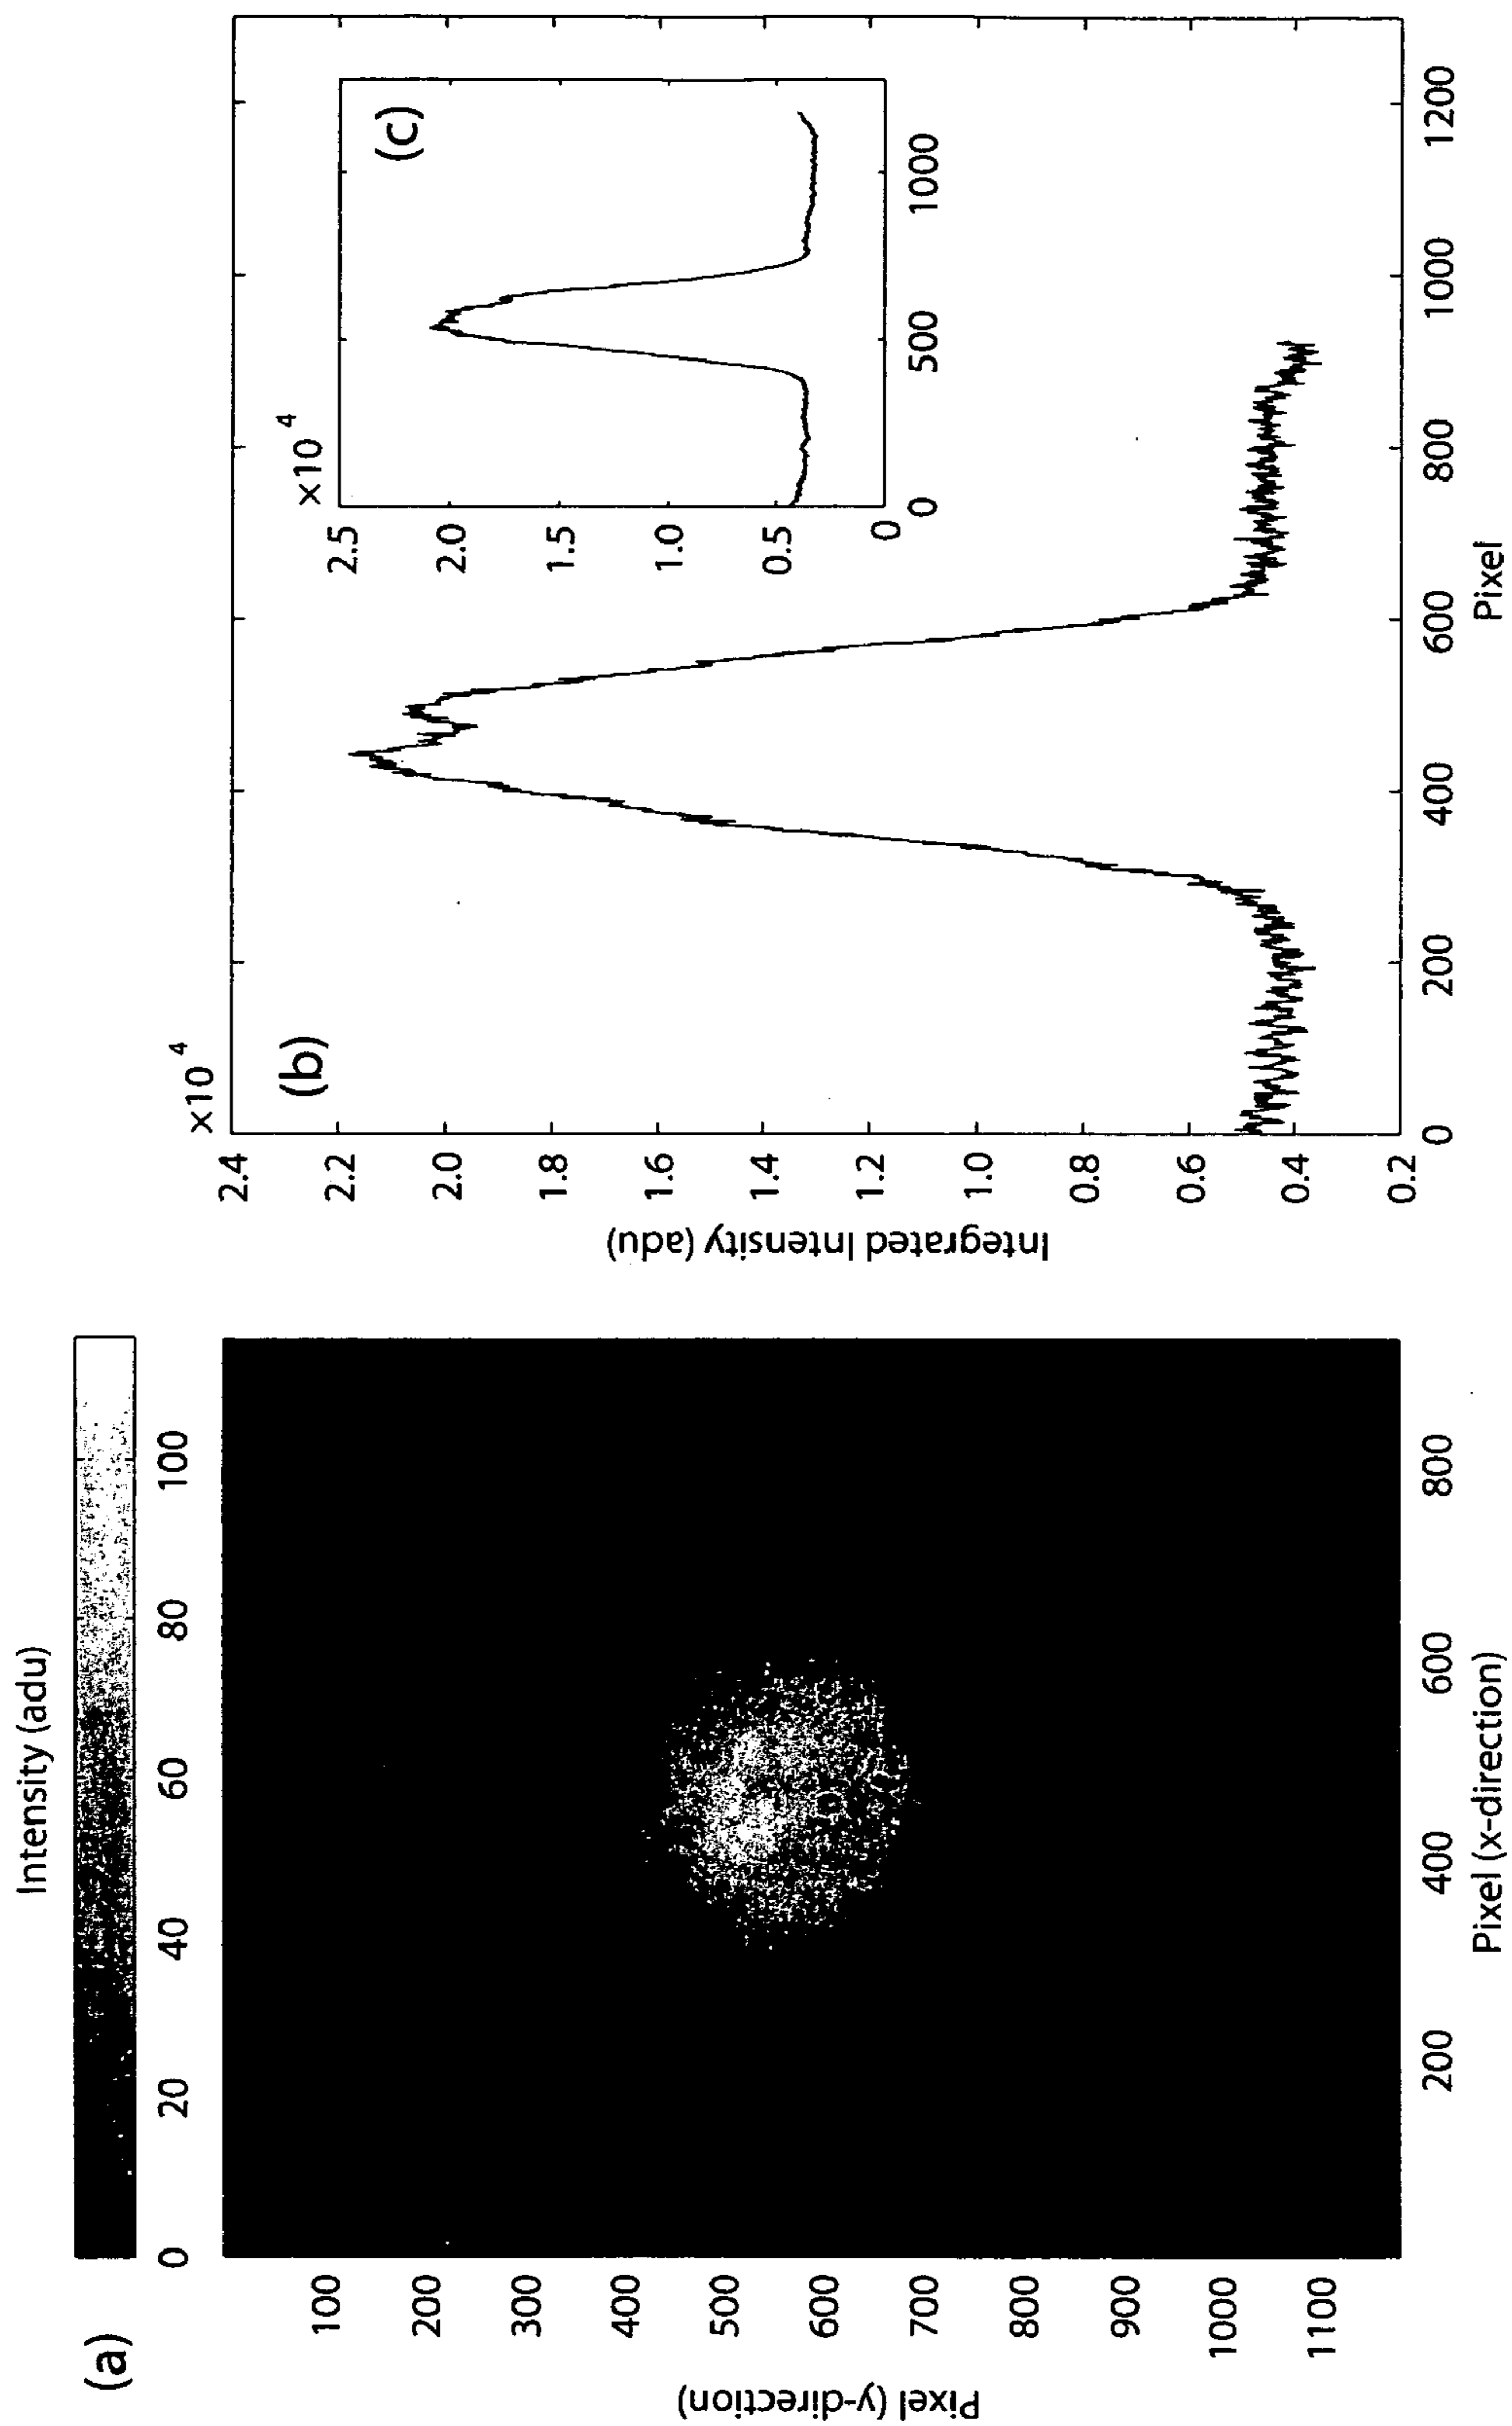 (a)
Intensity (adu)
0 20 40 60 80 100
Pixel (y-direction)
100
200
300
400
500
600
700
800
900
1000
1100
200 400 600 800
Pixel (x-direction)
(b)
×10 4
Integrated Intensity (adu)
2.4
2.2
2.0
1.8
1.6
1.4
1.2
1.0
0.8
0.6
0.4
0.2
0 200 400 600 800 1000 1200
Pixel
(c)
×10 4
2.5
2.0
1.5
1.0
0.5
0
0 500 1000